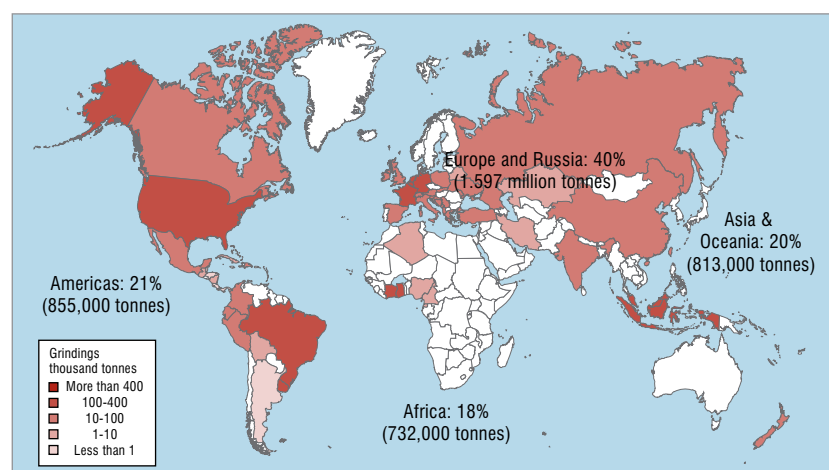 Europe and Russia: 40%
(1.597 million tonnes)
Asia &
Oceania: 20%
(813,000 tonnes)
Americas: 21%
(855,000 tonnes)
Africa: 18%
(732,000 tonnes)
Grindings
thousand tonnes
More than 400
100-400
10-100
1-10
Less than 1